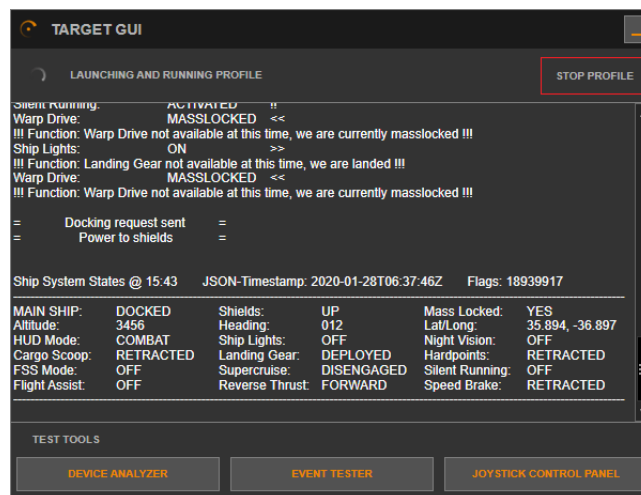 TARGET GUI
LAUNCHING AND RUNNING PROFILE
STOP PROFILE
Silent Running: ACTIVATED !!
Warp Drive: MASSLOCKED <<
!!! Function: Warp Drive not available at this time, we are currently masslocked !!!
Ship Lights: ON >>
!!! Function: Landing Gear not available at this time, we are landed !!!
Warp Drive: MASSLOCKED <<
!!! Function: Warp Drive not available at this time, we are currently masslocked !!!
= Docking request sent =
= Power to shields =
Ship System States @ 15:43 JSON-Timestamp: 2020-01-28T06:37:46Z Flags: 18939917
MAIN SHIP: DOCKED Shields: UP Mass Locked: YES
Altitude: 3456 Heading: 012 Lat/Long: 35.894, -36.897
HUD Mode: COMBAT Ship Lights: OFF Night Vision: OFF
Cargo Scoop: RETRACTED Landing Gear: DEPLOYED Hardpoints: RETRACTED
FSS Mode: OFF Supercruise: DISENGAGED Silent Running: OFF
Flight Assist: OFF Reverse Thrust: FORWARD Speed Brake: RETRACTED
TEST TOOLS
DEVICE ANALYZER EVENT TESTER JOYSTICK CONTROL PANEL